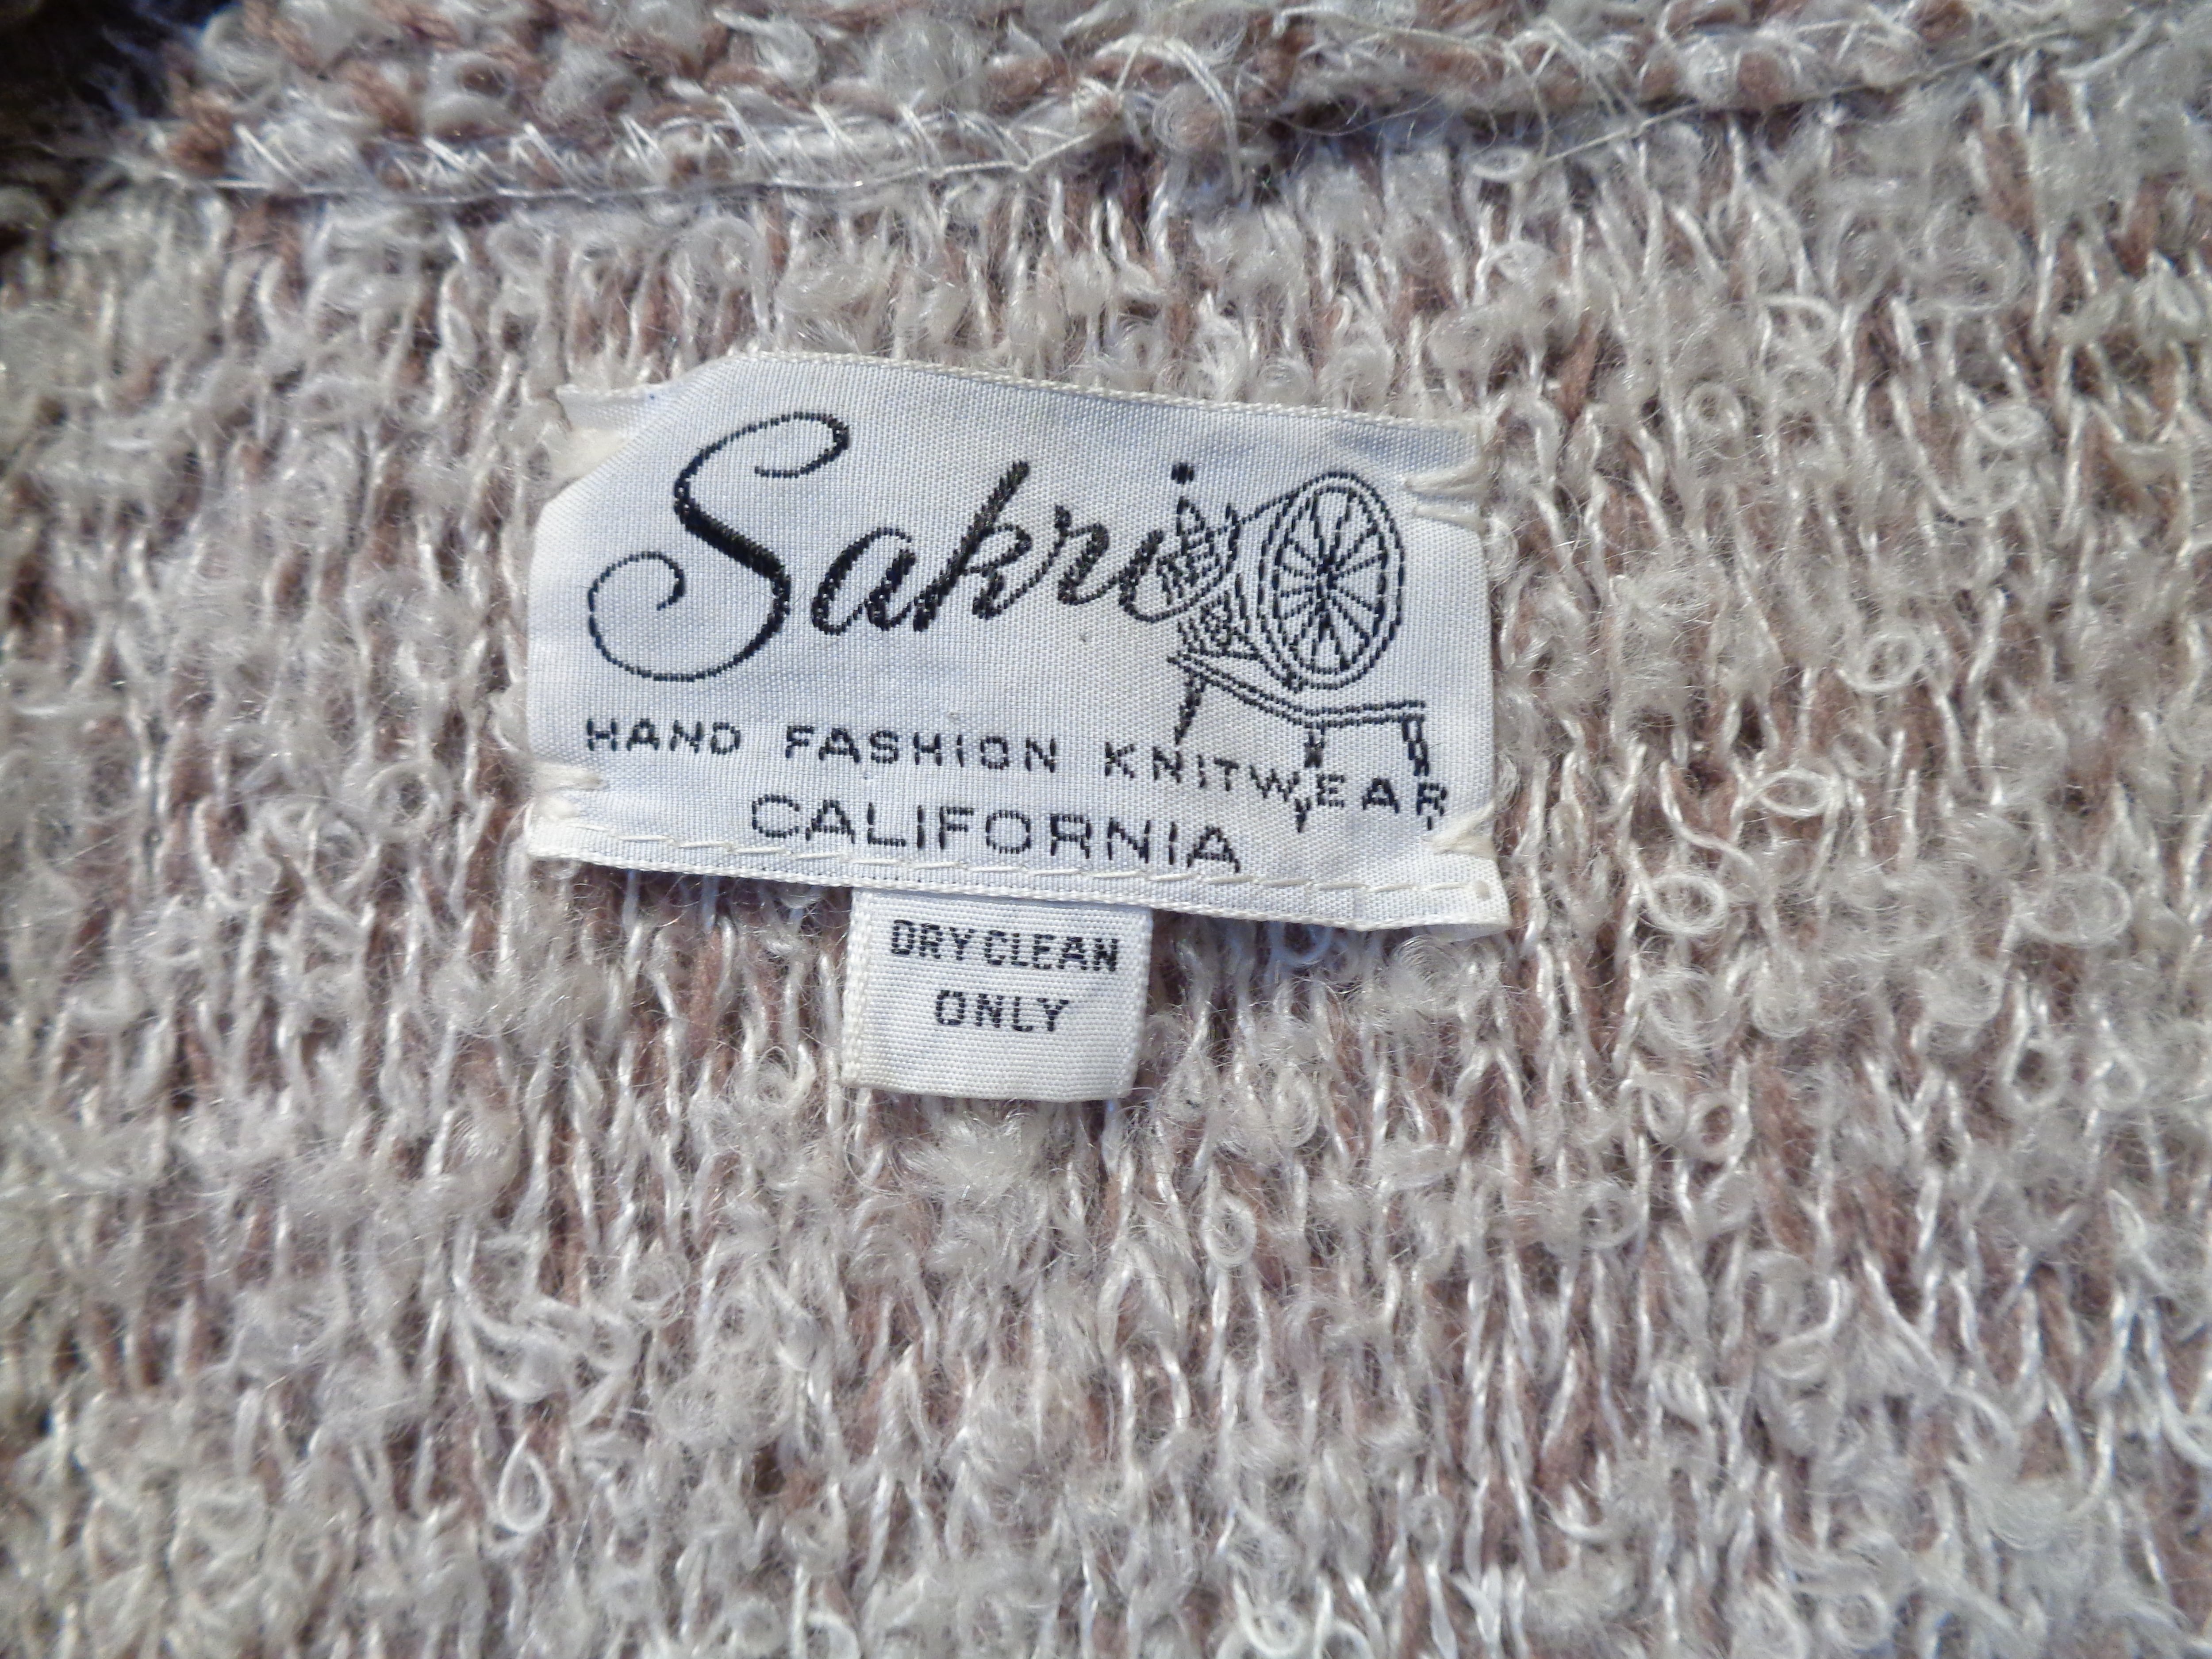 Sakri
HAND FASHION KNITWEAR
CALIFORNIA
DRY CLEAN
ONLY